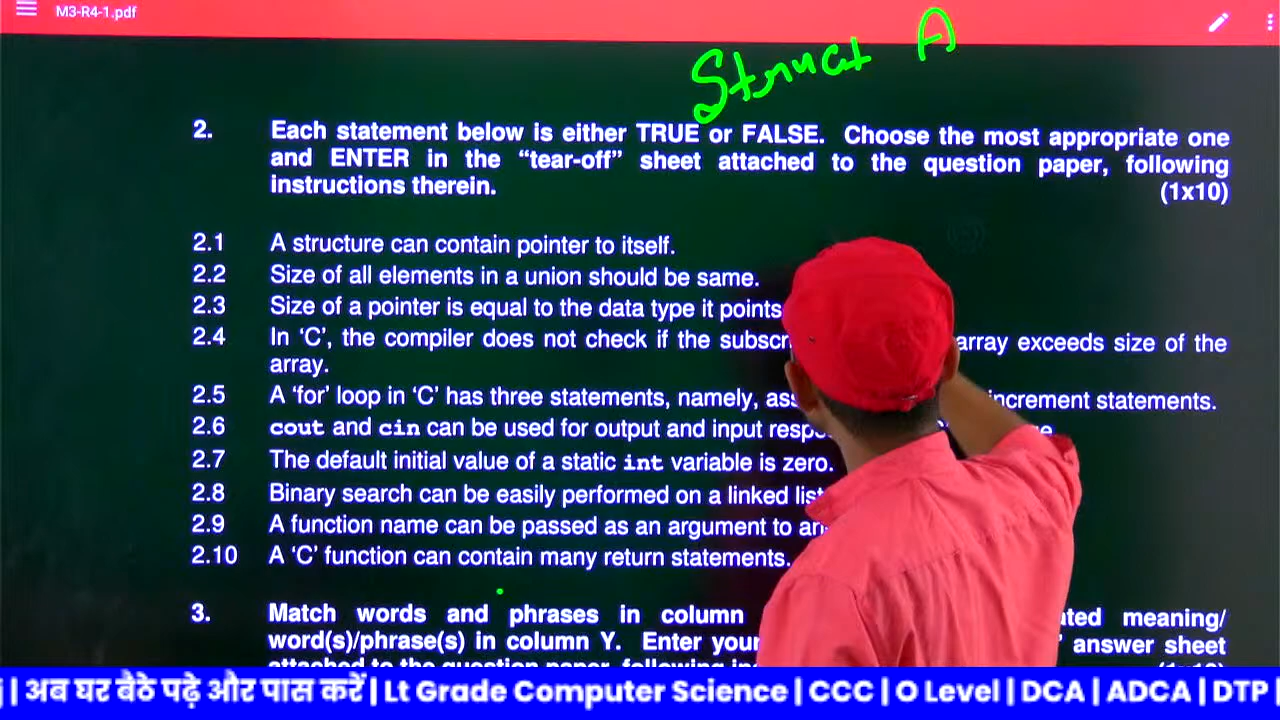 M3-R4-1.pdf
Struct A
2. Each statement below is either TRUE or FALSE. Choose the most appropriate one
and ENTER in the “tear-off” sheet attached to the question paper, following
instructions therein. (1x10)
2.1 A structure can contain pointer to itself.
2.2 Size of all elements in a union should be same.
2.3 Size of a pointer is equal to the data type it points
2.4 In ‘C’, the compiler does not check if the array exceeds size of the
array.
2.5 A ‘for’ loop in ‘C’ has three statements, namely, increment statements.
2.6 cout and cin can be used for output and input
2.7 The default initial value of a static int variable is zero.
2.8 Binary search can be easily performed on a linked
2.9 A function name can be passed as an argument to
2.10 A ‘C’ function can contain many return statements.
3. Match words and phrases in column meaning/
word(s)/phrase(s) in column Y. Enter your answer sheet
attached to the question paper, following
| अब घर बैठे पढ़े और पास करें | Lt Grade Computer Science | CCC | O Level | DCA | ADCA | DTP |